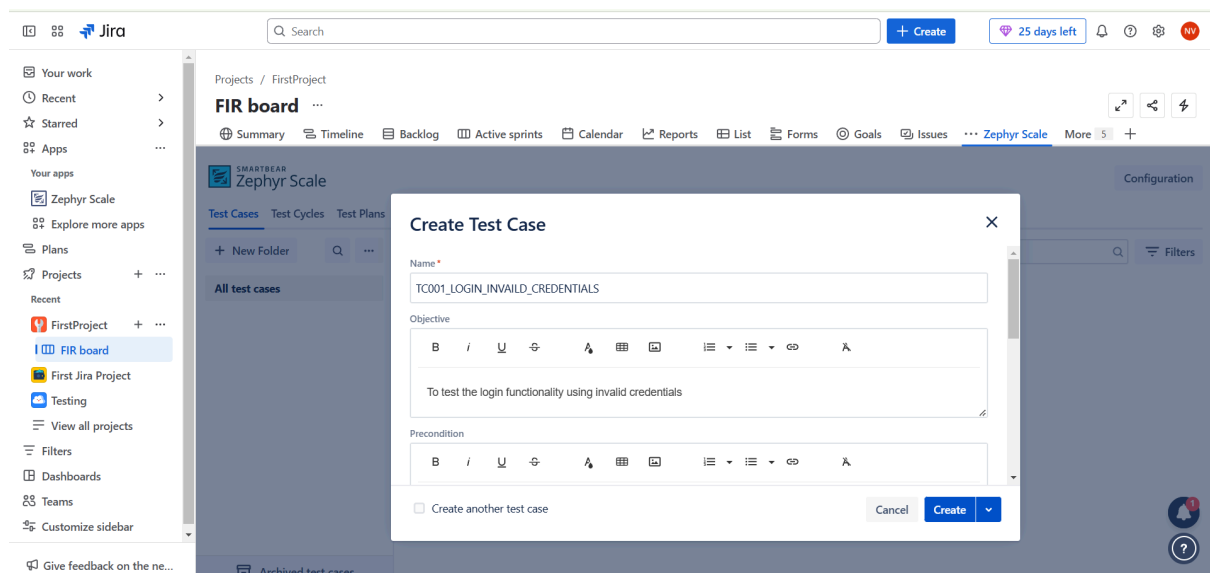 Jira
Search
+ Create
25 days left
NV
Your work
Recent
Starred
Apps
Your apps
Zephyr Scale
Explore more apps
Plans
Projects
Recent
FirstProject
FIR board
First Jira Project
Testing
View all projects
Filters
Dashboards
Teams
Customize sidebar
Give feedback on the ne...
Projects / FirstProject
FIR board
Summary Timeline Backlog Active sprints Calendar Reports List Forms Goals Issues Zephyr Scale More 5 +
SMARTBEAR
Zephyr Scale
Configuration
Test Cases Test Cycles Test Plans
+ New Folder
Filters
All test cases
Archived test cases
Create Test Case
Name*
TC001_LOGIN_INVAILD_CREDENTIALS
Objective
B i U S A
To test the login functionality using invalid credentials
Precondition
B i U S A
Create another test case
Cancel Create
1
?